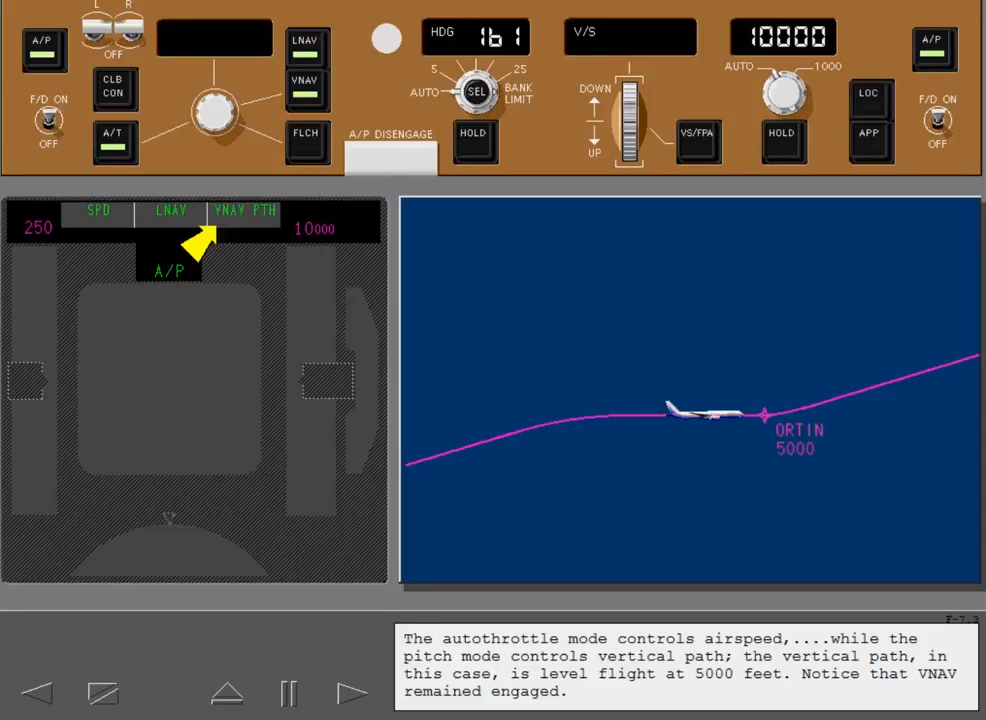 L R
A/P
OFF
LNAV
HDG 161
V/S
10000
A/P
CLB
CON
VNAV
5 25
AUTO SEL BANK
LIMIT
DOWN
UP
AUTO 1000
LOC
F/D ON
OFF
A/T
FLCH
A/P DISENGAGE
HOLD
VS/FPA
HOLD
APP
F/D ON
OFF
250 SPD LNAV VNAV PTH 10000
A/P
ORTIN
5000
F-7.3
The autothrottle mode controls airspeed,....while the
pitch mode controls vertical path; the vertical path, in
this case, is level flight at 5000 feet. Notice that VNAV
remained engaged.